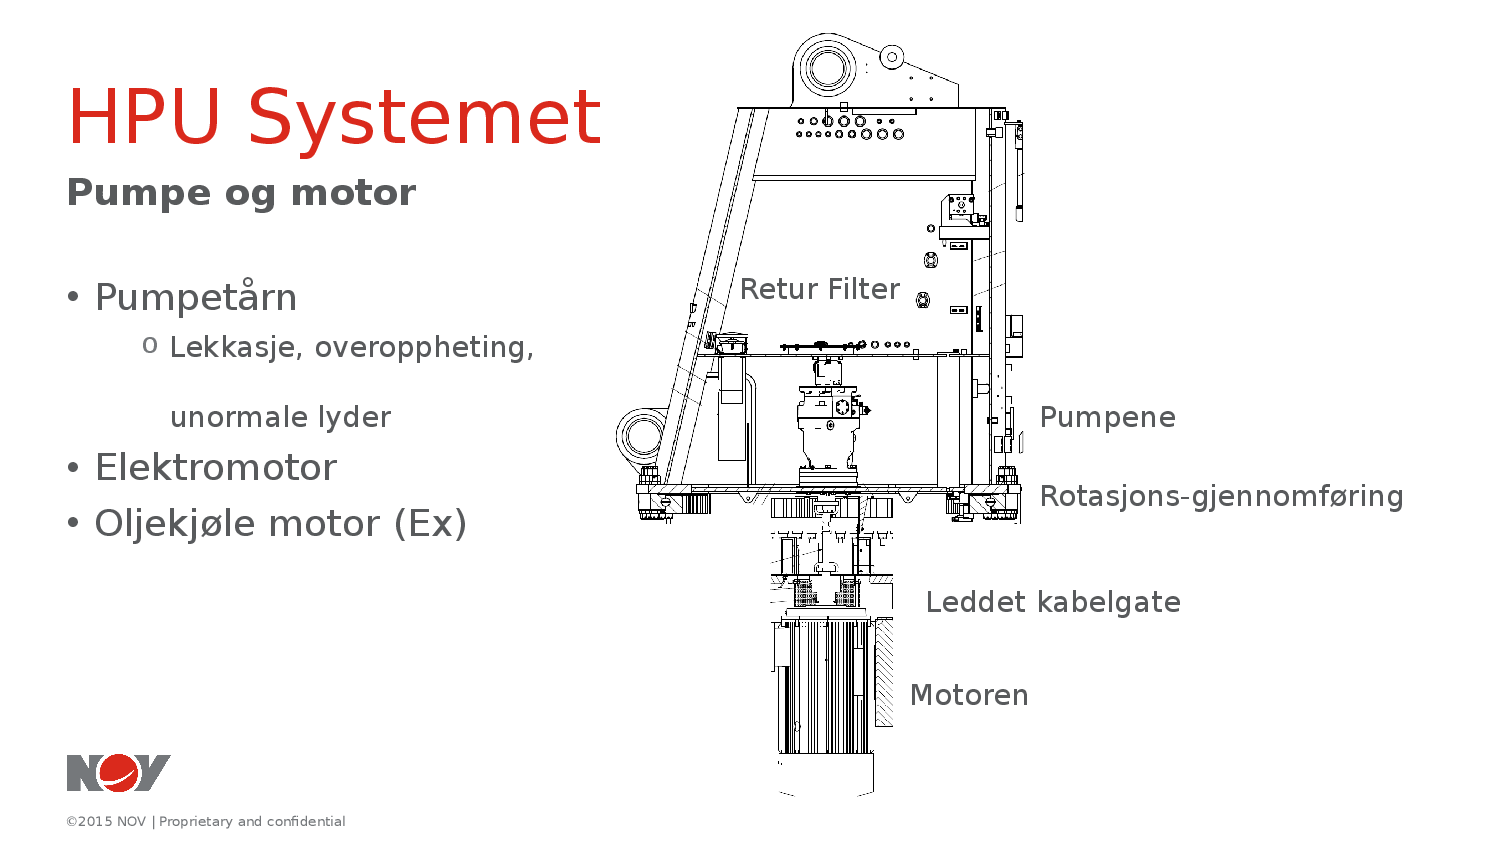 HPU Systemet
Pumpe og motor
• Pumpetårn
o Lekkasje, overoppheting,
unormale lyder
• Elektromotor
• Oljekjøle motor (Ex)
Retur Filter
Pumpene
Rotasjons-gjennomføring
Leddet kabelgate
Motoren
NOV
©2015 NOV | Proprietary and confidential